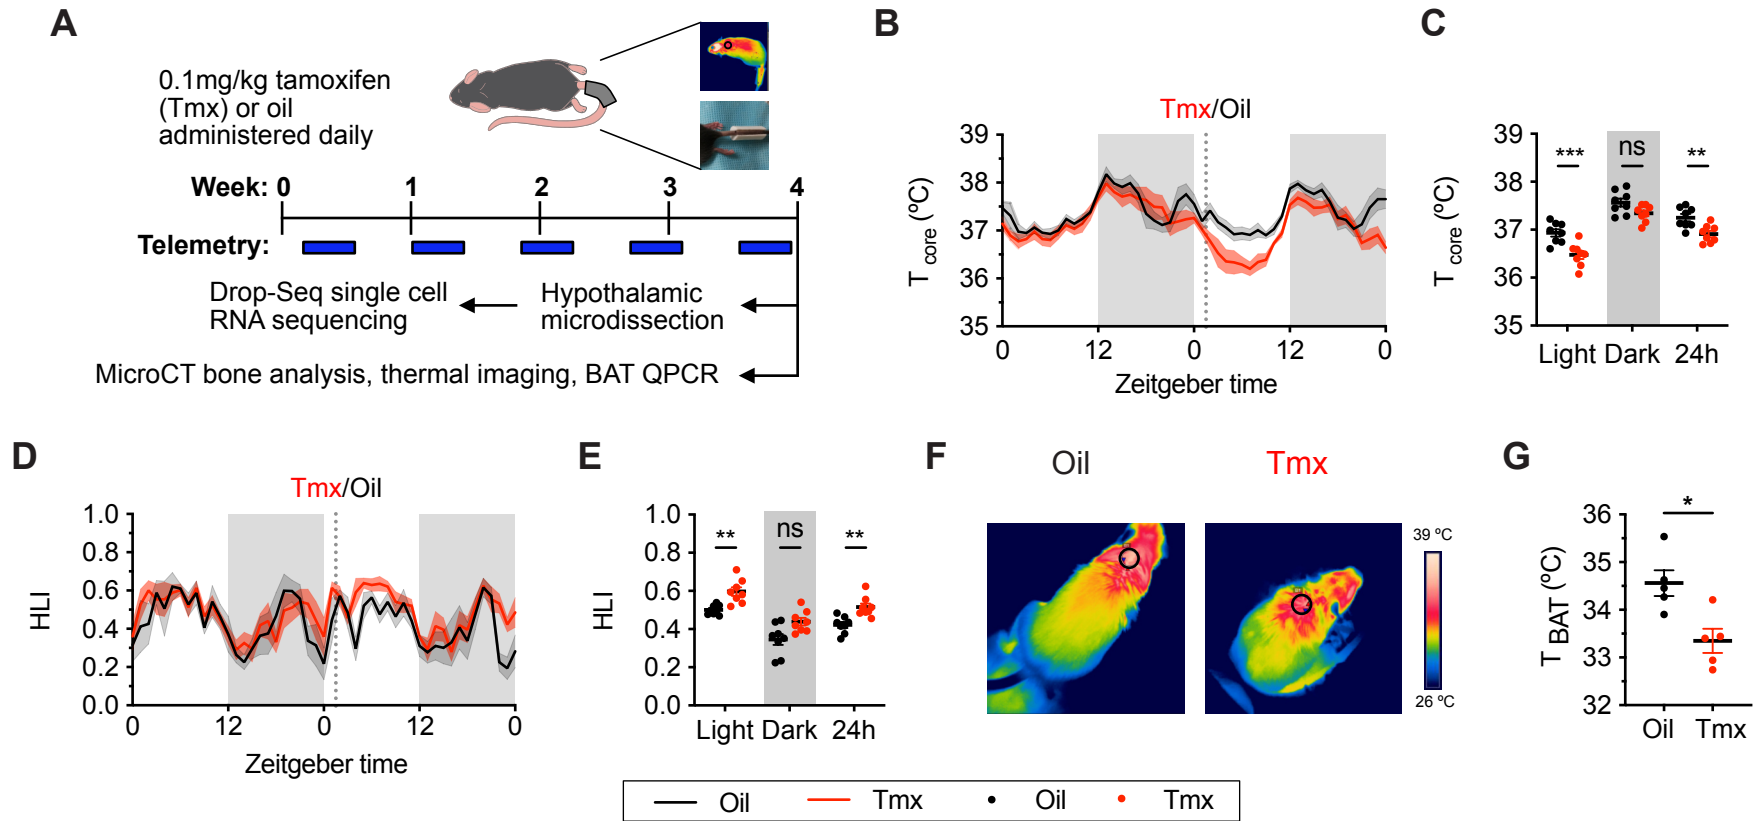 A
0.1mg/kg tamoxifen
(Tmx) or oil
administered daily
Week: 0 1 2 3 4
Telemetry:
Drop-Seq single cell
RNA sequencing
Hypothalamic
microdissection
MicroCT bone analysis, thermal imaging, BAT QPCR
B
Tmx/Oil
39
38
37
36
35
T core (ºC)
0 12 0 12 0
Zeitgeber time
C
39
38
37
36
35
T core (ºC)
*** ns **
Light Dark 24h
D
Tmx/Oil
1.0
0.8
0.6
0.4
0.2
0.0
HLI
0 12 0 12 0
Zeitgeber time
E
1.0
0.8
0.6
0.4
0.2
0.0
HLI
** ns **
Light Dark 24h
F
Oil Tmx
39 ºC
26 ºC
G
*
36
35
34
33
32
T BAT (ºC)
Oil Tmx
Oil Tmx Oil Tmx